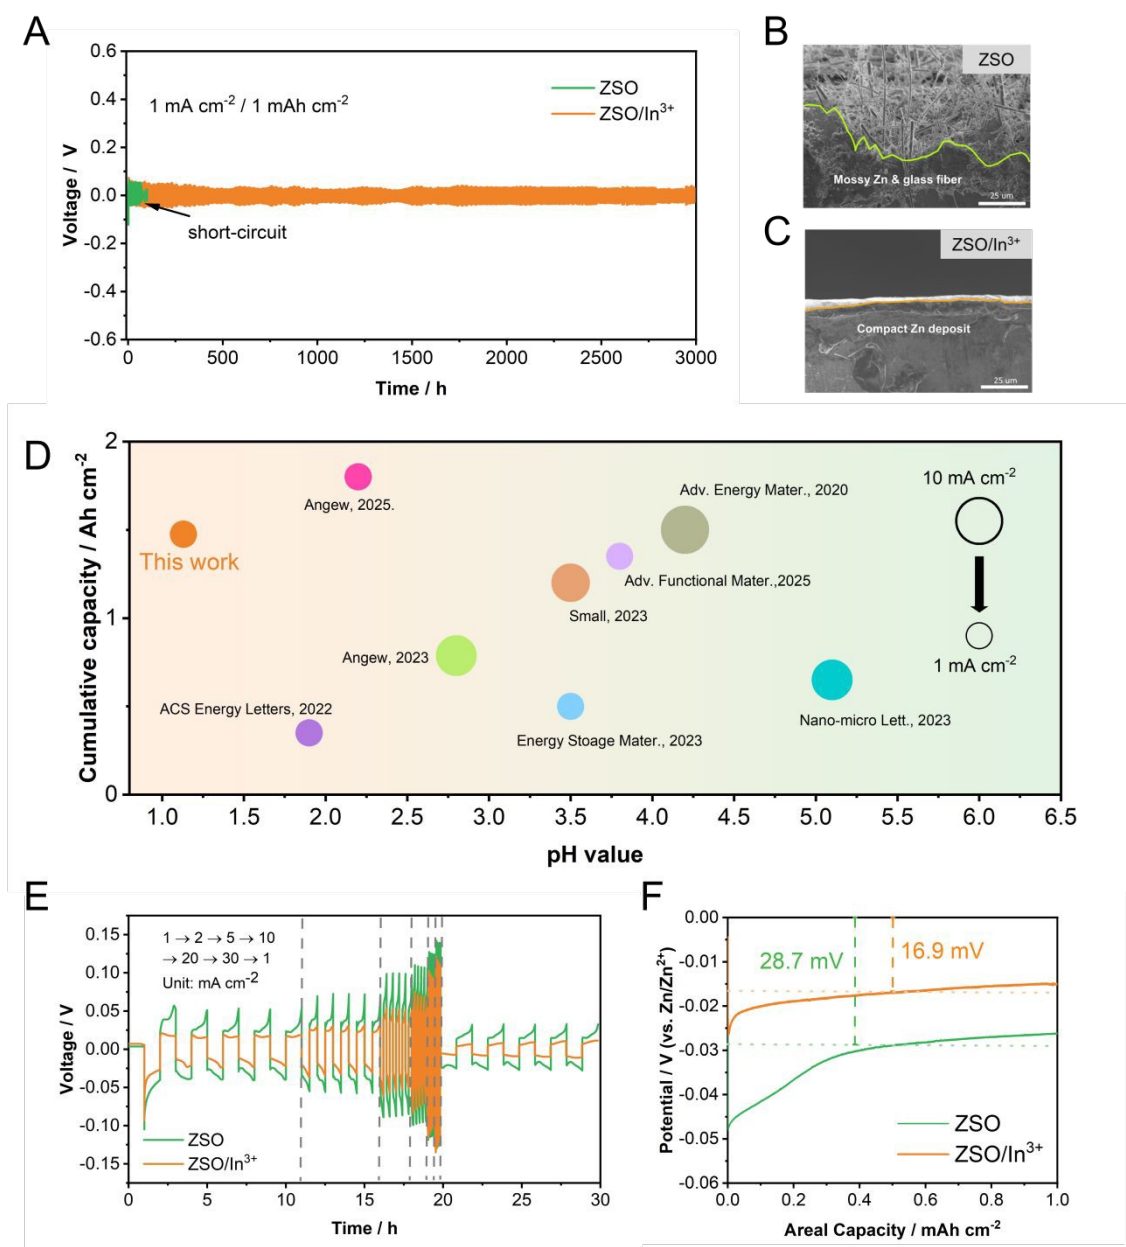 A
0.6
0.4
0.2
0.0
-0.2
-0.4
-0.6
Voltage / V
1 mA cm⁻² / 1 mAh cm⁻²
ZSO
ZSO/In³⁺
short-circuit
0 500 1000 1500 2000 2500 3000
Time / h
B
ZSO
Mossy Zn & glass fiber
25 um
C
ZSO/In³⁺
Compact Zn deposit
25 um
D
Cumulative capacity / Ah cm⁻²
2
1
0
This work
Angew, 2025.
Adv. Energy Mater., 2020
Adv. Functional Mater.,2025
Small, 2023
Angew, 2023
ACS Energy Letters, 2022
Energy Stoage Mater., 2023
Nano-micro Lett., 2023
10 mA cm⁻²
1 mA cm⁻²
1.0 1.5 2.0 2.5 3.0 3.5 4.0 4.5 5.0 5.5 6.0 6.5
pH value
E
0.15
0.10
0.05
0.00
-0.05
-0.10
-0.15
Voltage / V
1 → 2 → 5 → 10
→ 20 → 30 → 1
Unit: mA cm⁻²
ZSO
ZSO/In³⁺
0 5 10 15 20 25 30
Time / h
F
0.00
-0.01
-0.02
-0.03
-0.04
-0.05
-0.06
Potential / V (vs. Zn/Zn²⁺)
28.7 mV
16.9 mV
ZSO
ZSO/In³⁺
0.0 0.2 0.4 0.6 0.8 1.0
Areal Capacity / mAh cm⁻²